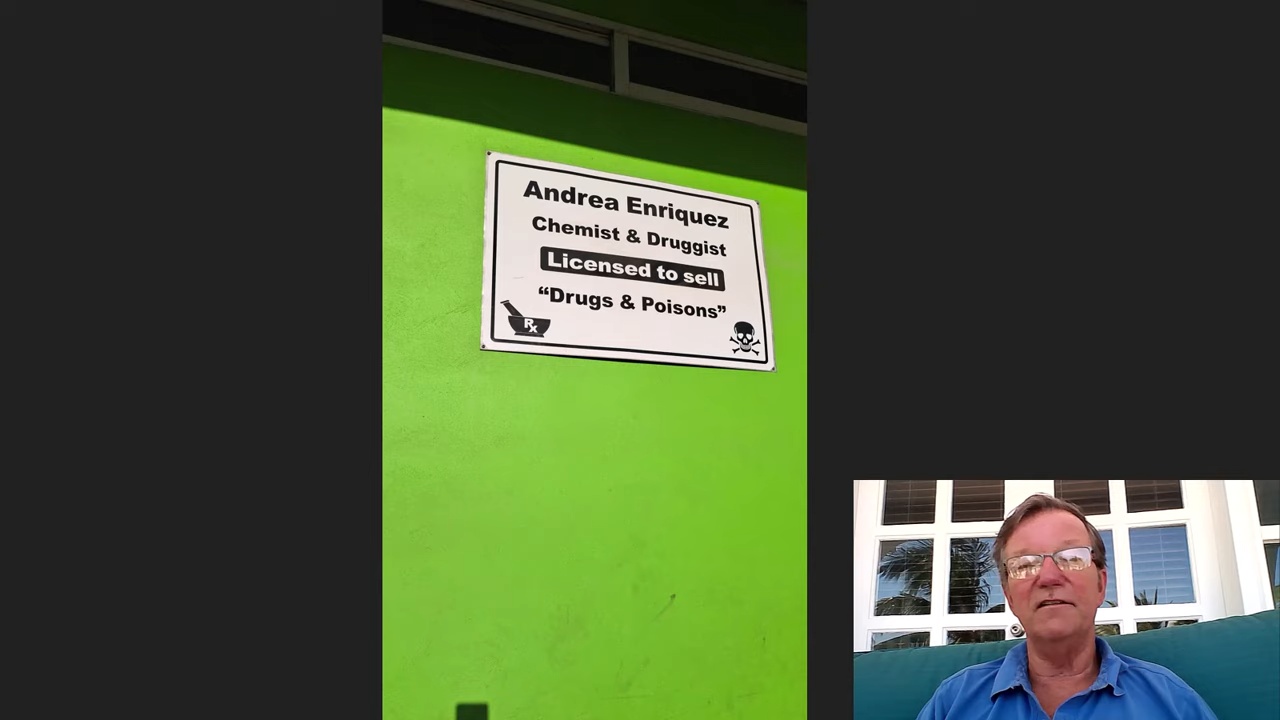 Andrea Enriquez
Chemist & Druggist
Licensed to sell
“Drugs & Poisons”
Rx